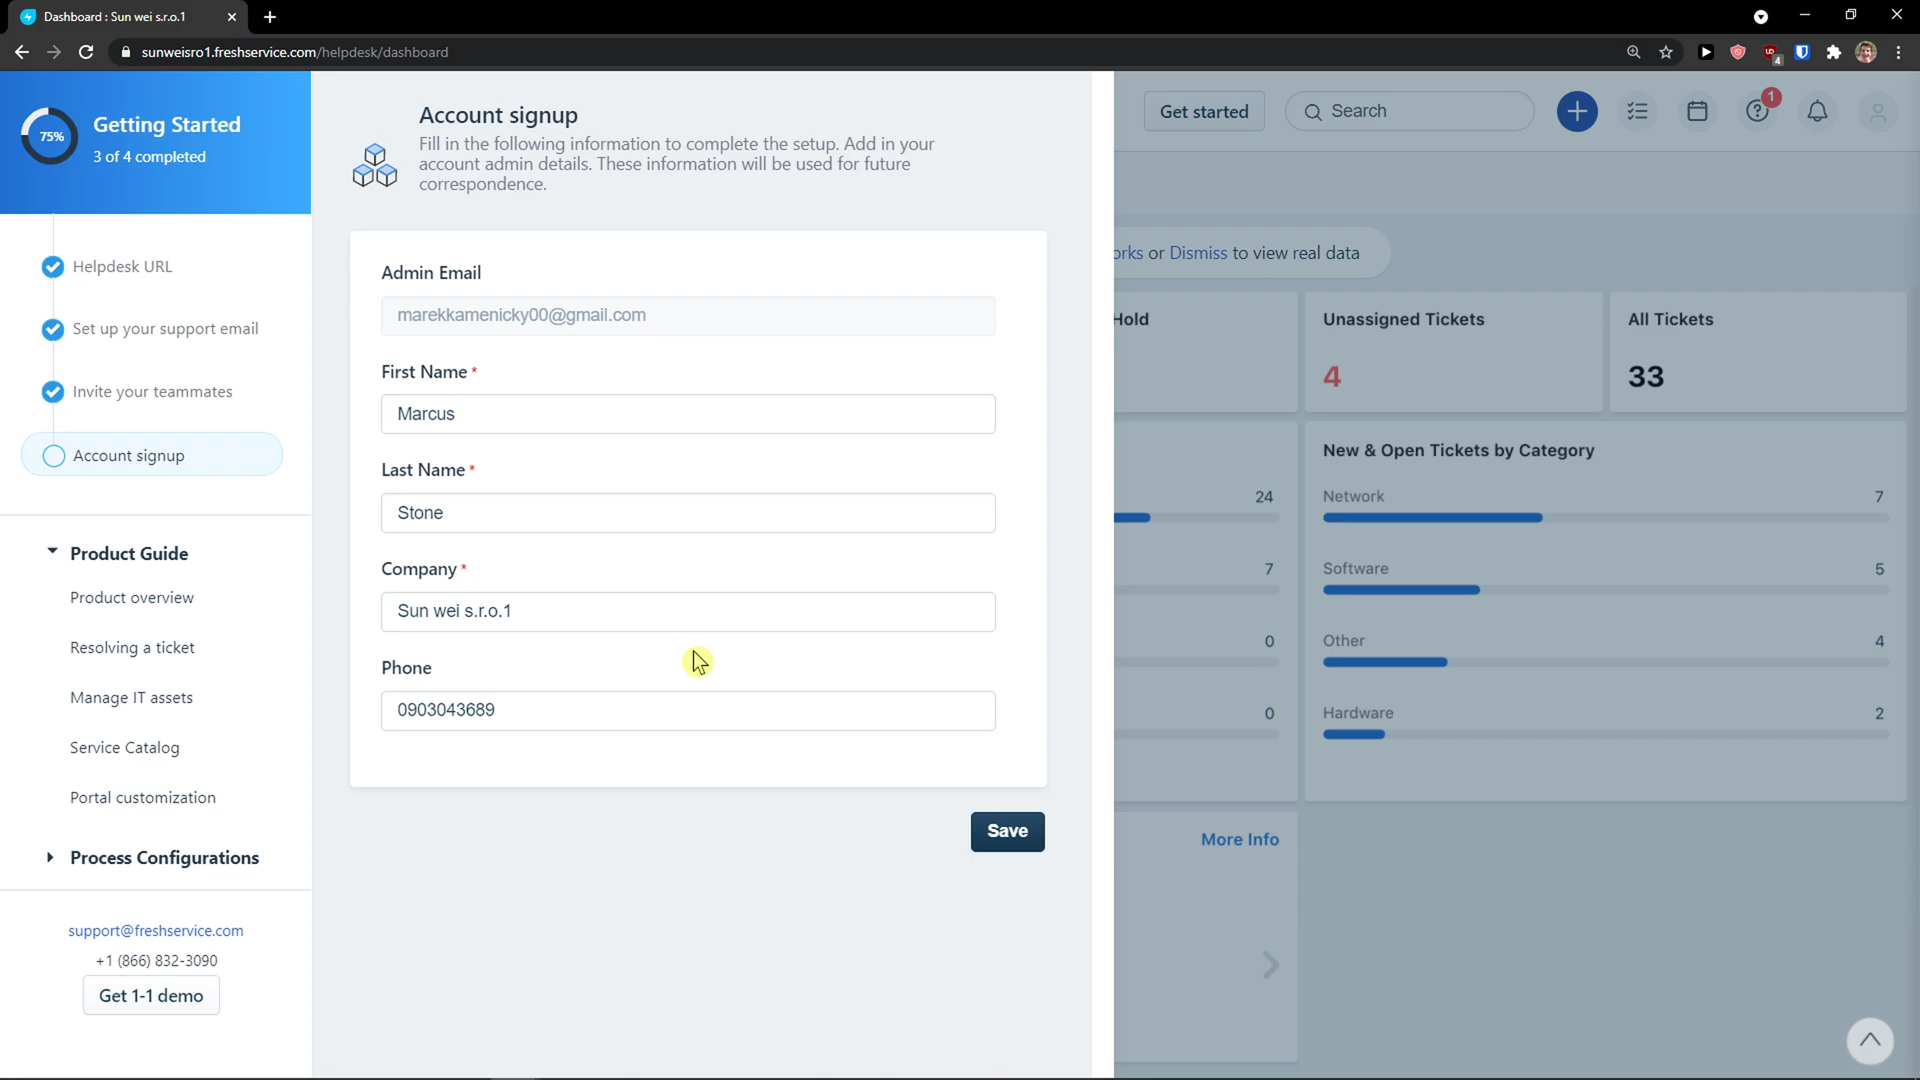 Dashboard : Sun wei s.r.o.1
sunweisro1.freshservice.com/helpdesk/dashboard
4
75%
Getting Started
3 of 4 completed
Helpdesk URL
Set up your support email
Invite your teammates
Account signup
Product Guide
Product overview
Resolving a ticket
Manage IT assets
Service Catalog
Portal customization
Process Configurations
support@freshservice.com
+1 (866) 832-3090
Get 1-1 demo
Account signup
Fill in the following information to complete the setup. Add in your
account admin details. These information will be used for future
correspondence.
Admin Email
marekkamenicky00@gmail.com
First Name *
Marcus
Last Name *
Stone
Company *
Sun wei s.r.o.1
Phone
0903043689
Save
Get started
Search
1
or Dismiss to view real data
Hold
Unassigned Tickets
4
All Tickets
33
24
7
0
0
New & Open Tickets by Category
Network 7
Software 5
Other 4
Hardware 2
More Info